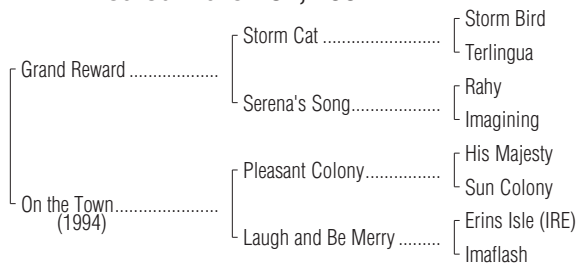 Storm Bird
Storm Cat ........................
Terlingua
Grand Reward ..................
Rahy
Serena's Song...................
Imagining
His Majesty
Pleasant Colony................
Sun Colony
On the Town.....................
(1994)
Erins Isle (IRE)
Laugh and Be Merry .........
Imaflash